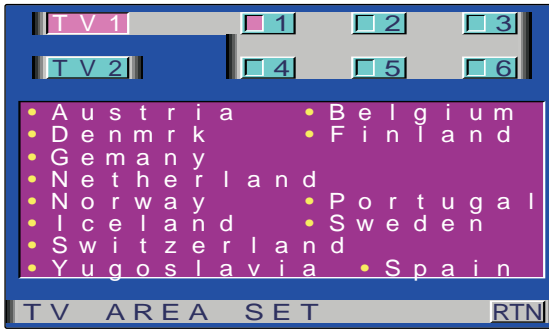 TV1 1 2 3
TV2 4 5 6
• Austria • Belgium
• Denmrk • Finland
• Gemany
• Netherland
• Norway • Portugal
• Iceland • Sweden
• Switzerland
• Yugoslavia • Spain
TV AREA SET RTN